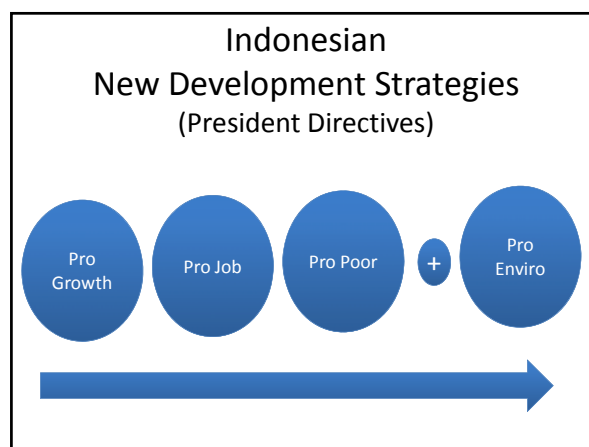 Indonesian
New Development Strategies
(President Directives)
Pro
Growth
Pro Job
Pro Poor
+
Pro
Enviro